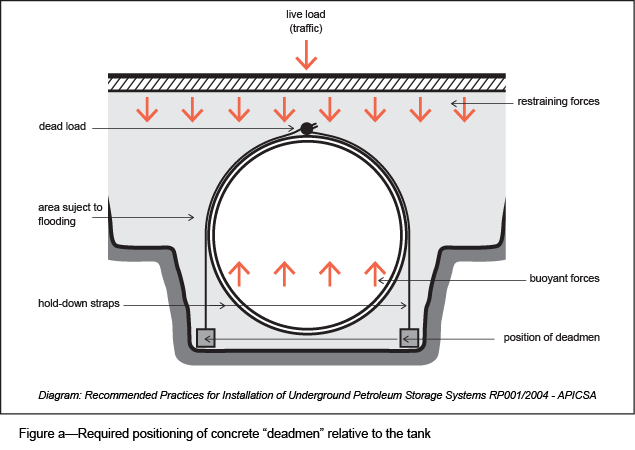 live load
(traffic)
restraining forces
dead load
area suject to
flooding
buoyant forces
hold-down straps
position of deadmen
Diagram: Recommended Practices for Installation of Underground Petroleum Storage Systems RP001/2004 - APICSA
Figure a—Required positioning of concrete “deadmen” relative to the tank